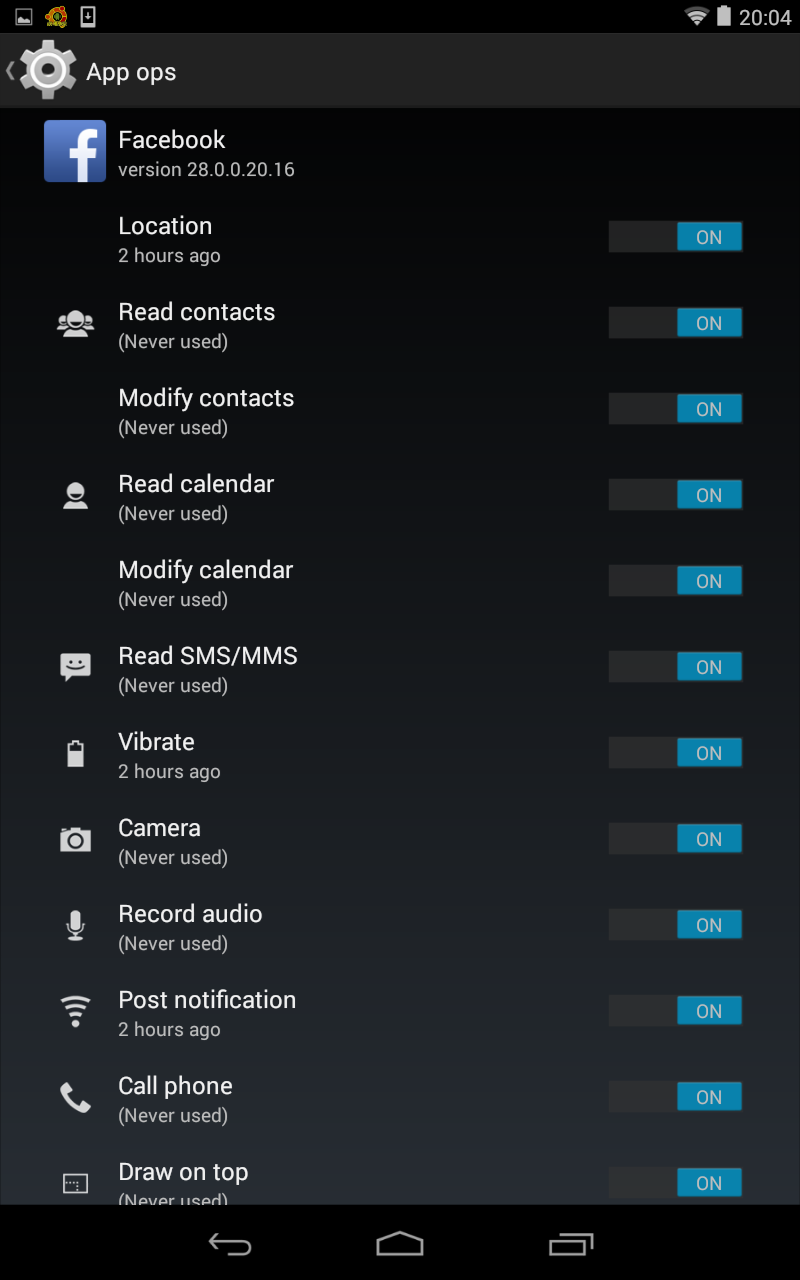 20:04
App ops
Facebook
version 28.0.0.20.16
Location
ON
2 hours ago
Read contacts
ON
(Never used)
Modify contacts
ON
(Never used)
Read calendar
ON
(Never used)
Modify calendar
ON
(Never used)
Read SMS/MMS
ON
(Never used)
Vibrate
ON
2 hours ago
Camera
ON
(Never used)
Record audio
ON
(Never used)
Post notification
ON
2 hours ago
Call phone
ON
(Never used)
Draw on top
ON
(Never used)